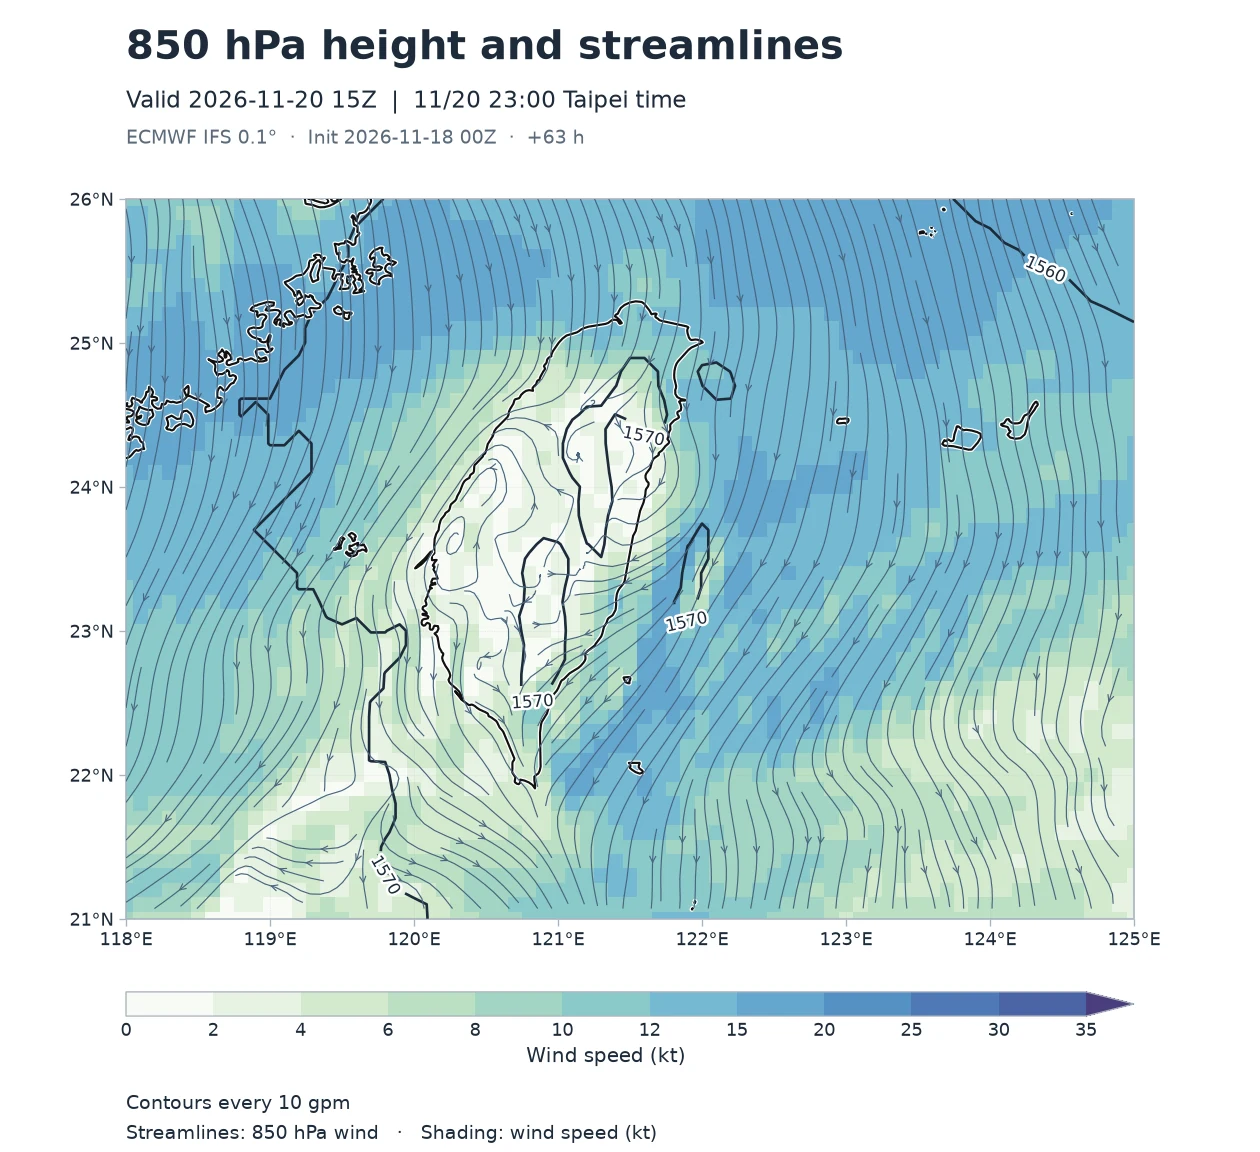 850 hPa height and streamlines
Valid 2026-11-20 15Z | 11/20 23:00 Taipei time
ECMWF IFS 0.1° · Init 2026-11-18 00Z · +63 h
26°N
1560
25°N
1570
24°N
1570
23°N
1570
22°N
1570
21°N
118°E 119°E 120°E 121°E 122°E 123°E 124°E 125°E
0 2 4 6 8 10 12 15 20 25 30 35
Wind speed (kt)
Contours every 10 gpm
Streamlines: 850 hPa wind · Shading: wind speed (kt)